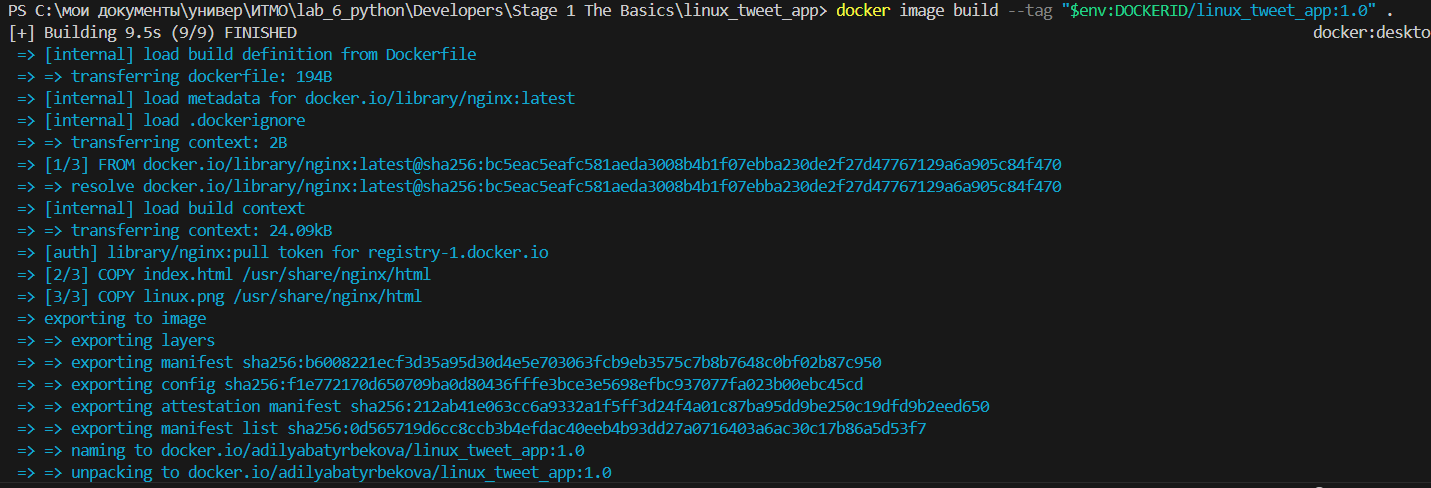 PS C:\мои документы\универ\ИТМО\lab_6_python\Developers\Stage 1 The Basics\linux_tweet_app> docker image build --tag "$env:DOCKERID/linux_tweet_app:1.0" .
[+] Building 9.5s (9/9) FINISHED docker:deskto
=> [internal] load build definition from Dockerfile
=> => transferring dockerfile: 194B
=> [internal] load metadata for docker.io/library/nginx:latest
=> [internal] load .dockerignore
=> => transferring context: 2B
=> [1/3] FROM docker.io/library/nginx:latest@sha256:bc5eac5eafc581aeda3008b4b1f07ebba230de2f27d47767129a6a905c84f470
=> => resolve docker.io/library/nginx:latest@sha256:bc5eac5eafc581aeda3008b4b1f07ebba230de2f27d47767129a6a905c84f470
=> [internal] load build context
=> => transferring context: 24.09kB
=> [auth] library/nginx:pull token for registry-1.docker.io
=> [2/3] COPY index.html /usr/share/nginx/html
=> [3/3] COPY linux.png /usr/share/nginx/html
=> exporting to image
=> => exporting layers
=> => exporting manifest sha256:b6008221ecf3d35a95d30d4e5e703063fcb9eb3575c7b8b7648c0bf02b87c950
=> => exporting config sha256:f1e772170d650709ba0d80436fffe3bce3e5698efbc937077fa023b00ebc45cd
=> => exporting attestation manifest sha256:212ab41e063cc6a9332a1f5ff3d24f4a01c87ba95dd9be250c19dfd9b2eed650
=> => exporting manifest list sha256:0d565719d6cc8ccb3b4efdac40eeb4b93dd27a0716403a6ac30c17b86a5d53f7
=> => naming to docker.io/adilyabatyrbekova/linux_tweet_app:1.0
=> => unpacking to docker.io/adilyabatyrbekova/linux_tweet_app:1.0